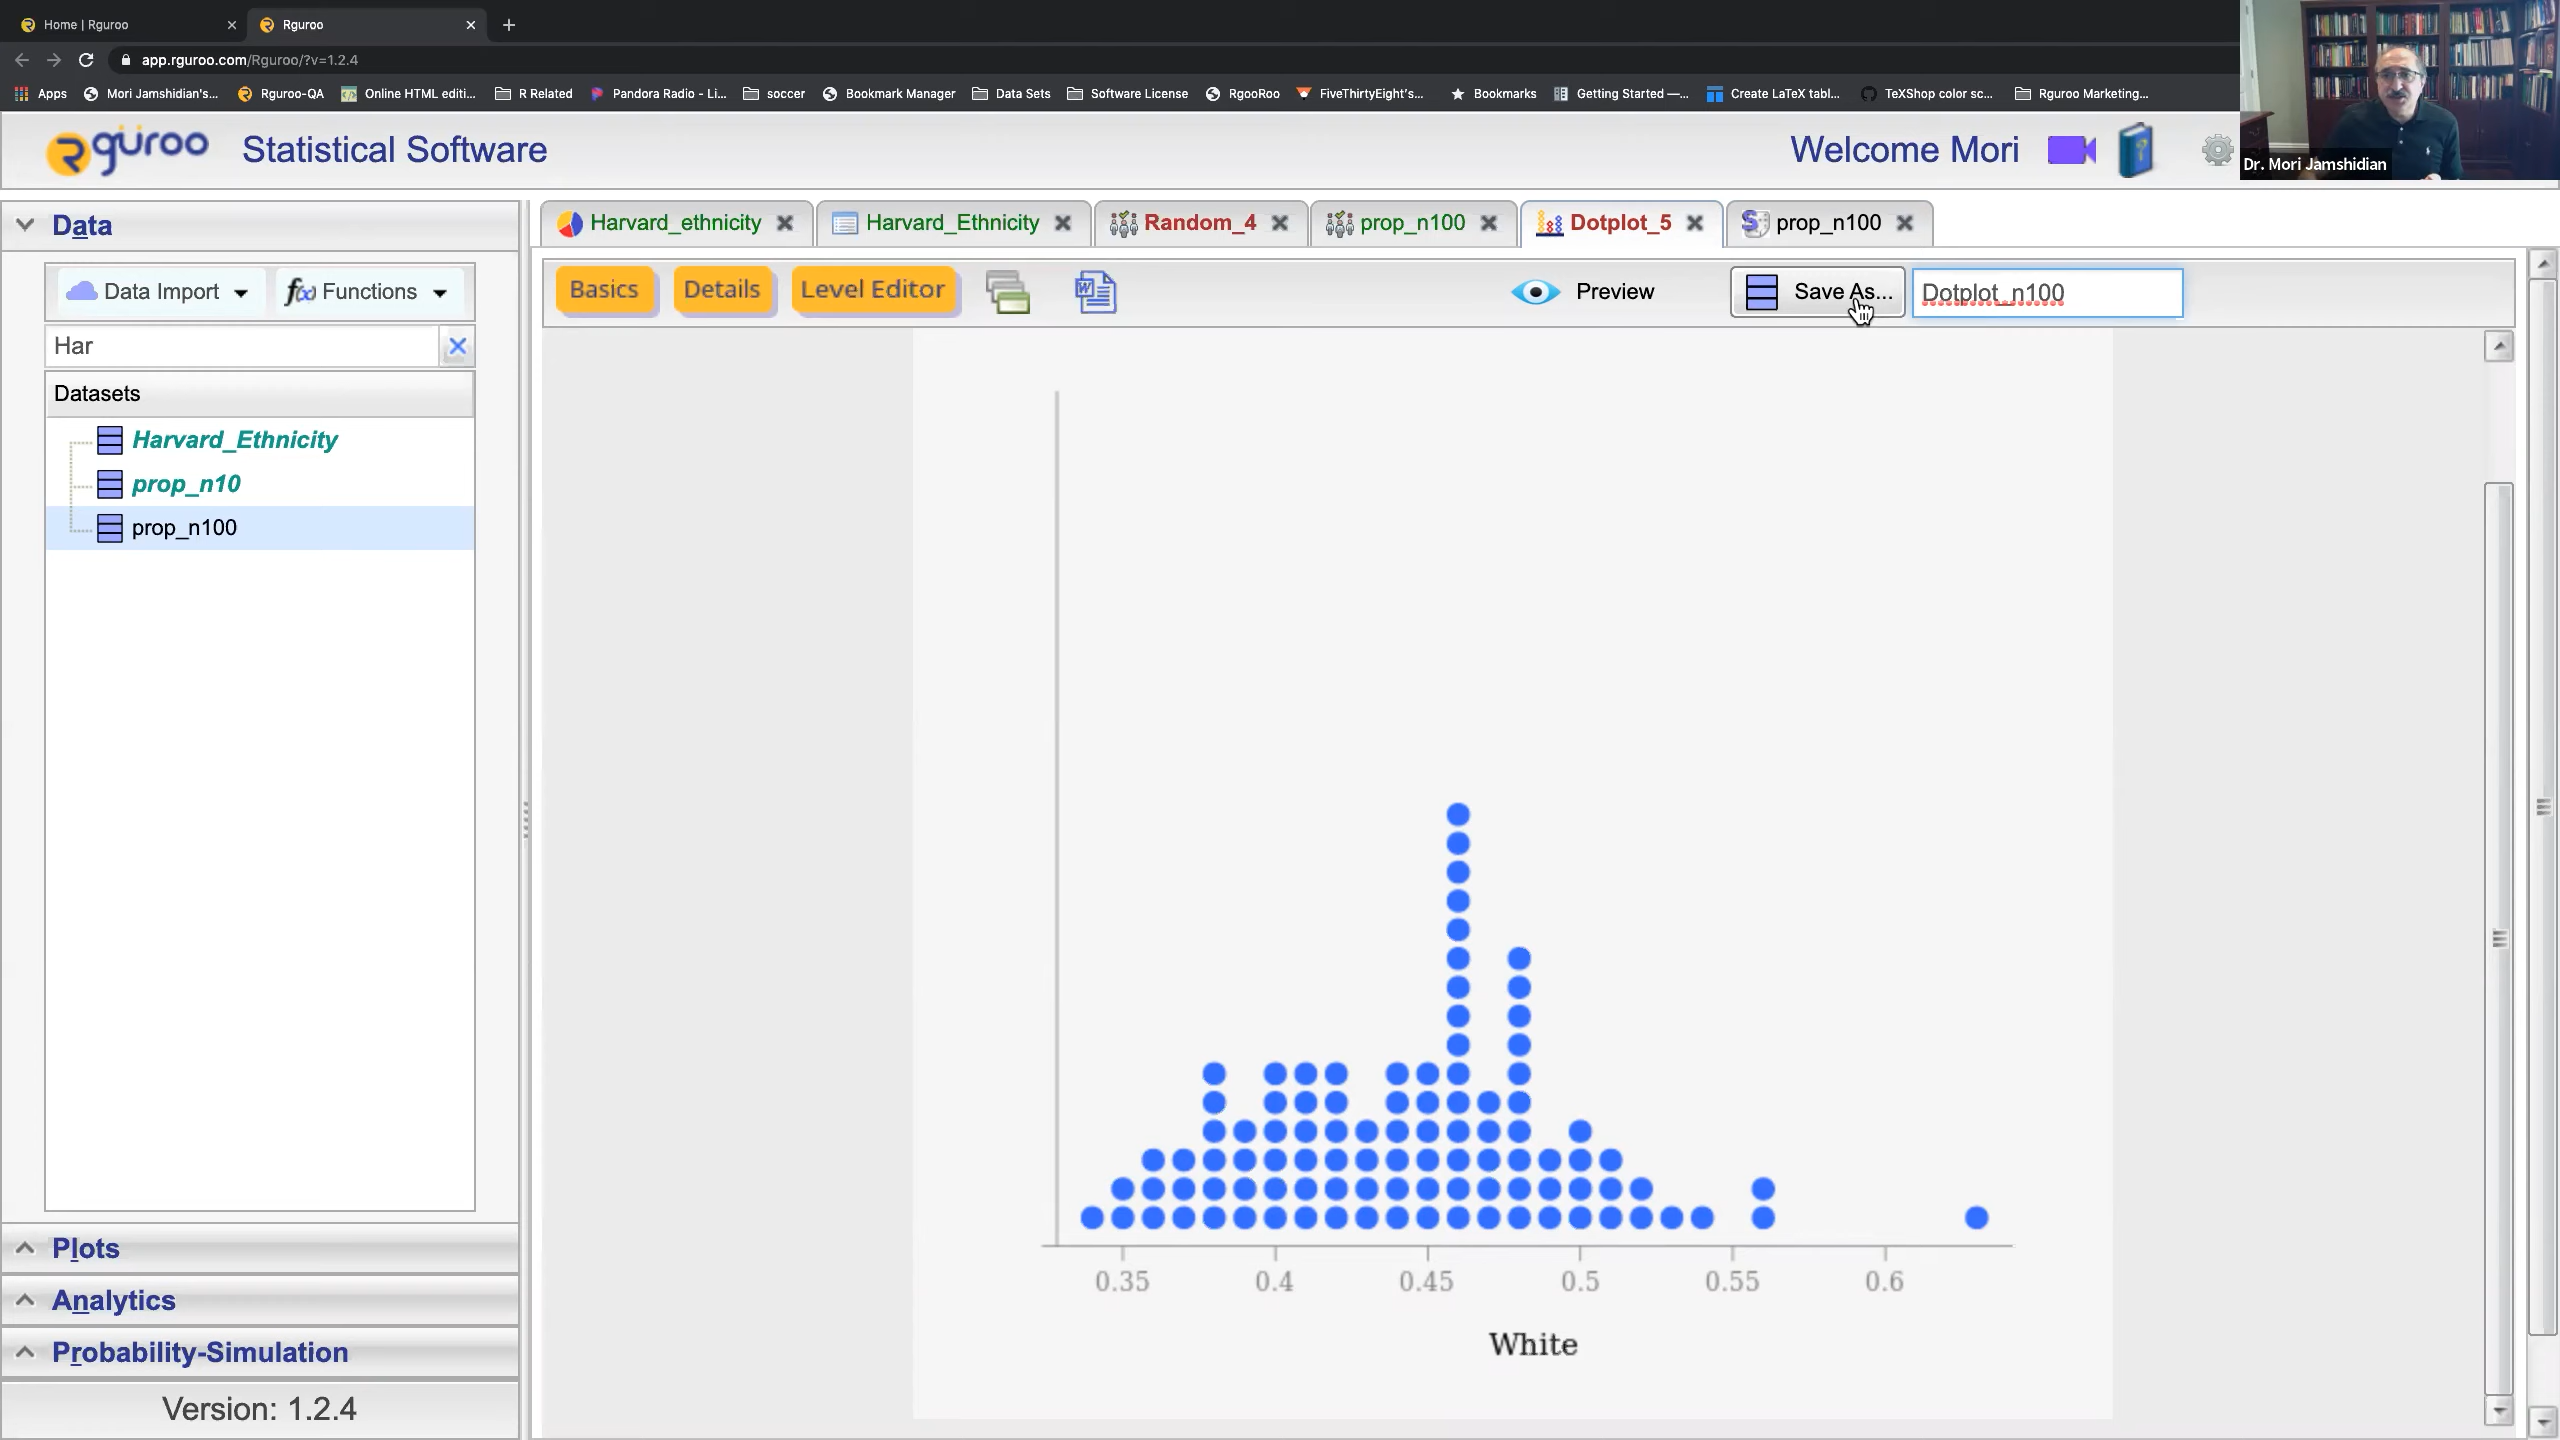 Home | Rguroo
Rguroo
app.rguroo.com/Rguroo/?v=1.2.4
Apps Mori Jamshidian's... Rguroo-QA Online HTML editi... R Related Pandora Radio - Li... soccer Bookmark Manager Data Sets Software License RgooRoo FiveThirtyEight's... Bookmarks Getting Started —... Create LaTeX tabl... TeXShop color sc... Rguroo Marketing...
rguroo Statistical Software Welcome Mori
Dr. Mori Jamshidian
Data
Harvard_ethnicity Harvard_Ethnicity Random_4 prop_n100 Dotplot_5 prop_n100
Data Import f(x) Functions
Basics Details Level Editor Preview Save As... Dotplot_n100
Har
Datasets
Harvard_Ethnicity
prop_n10
prop_n100
0.35 0.4 0.45 0.5 0.55 0.6
White
Plots
Analytics
Probability-Simulation
Version: 1.2.4